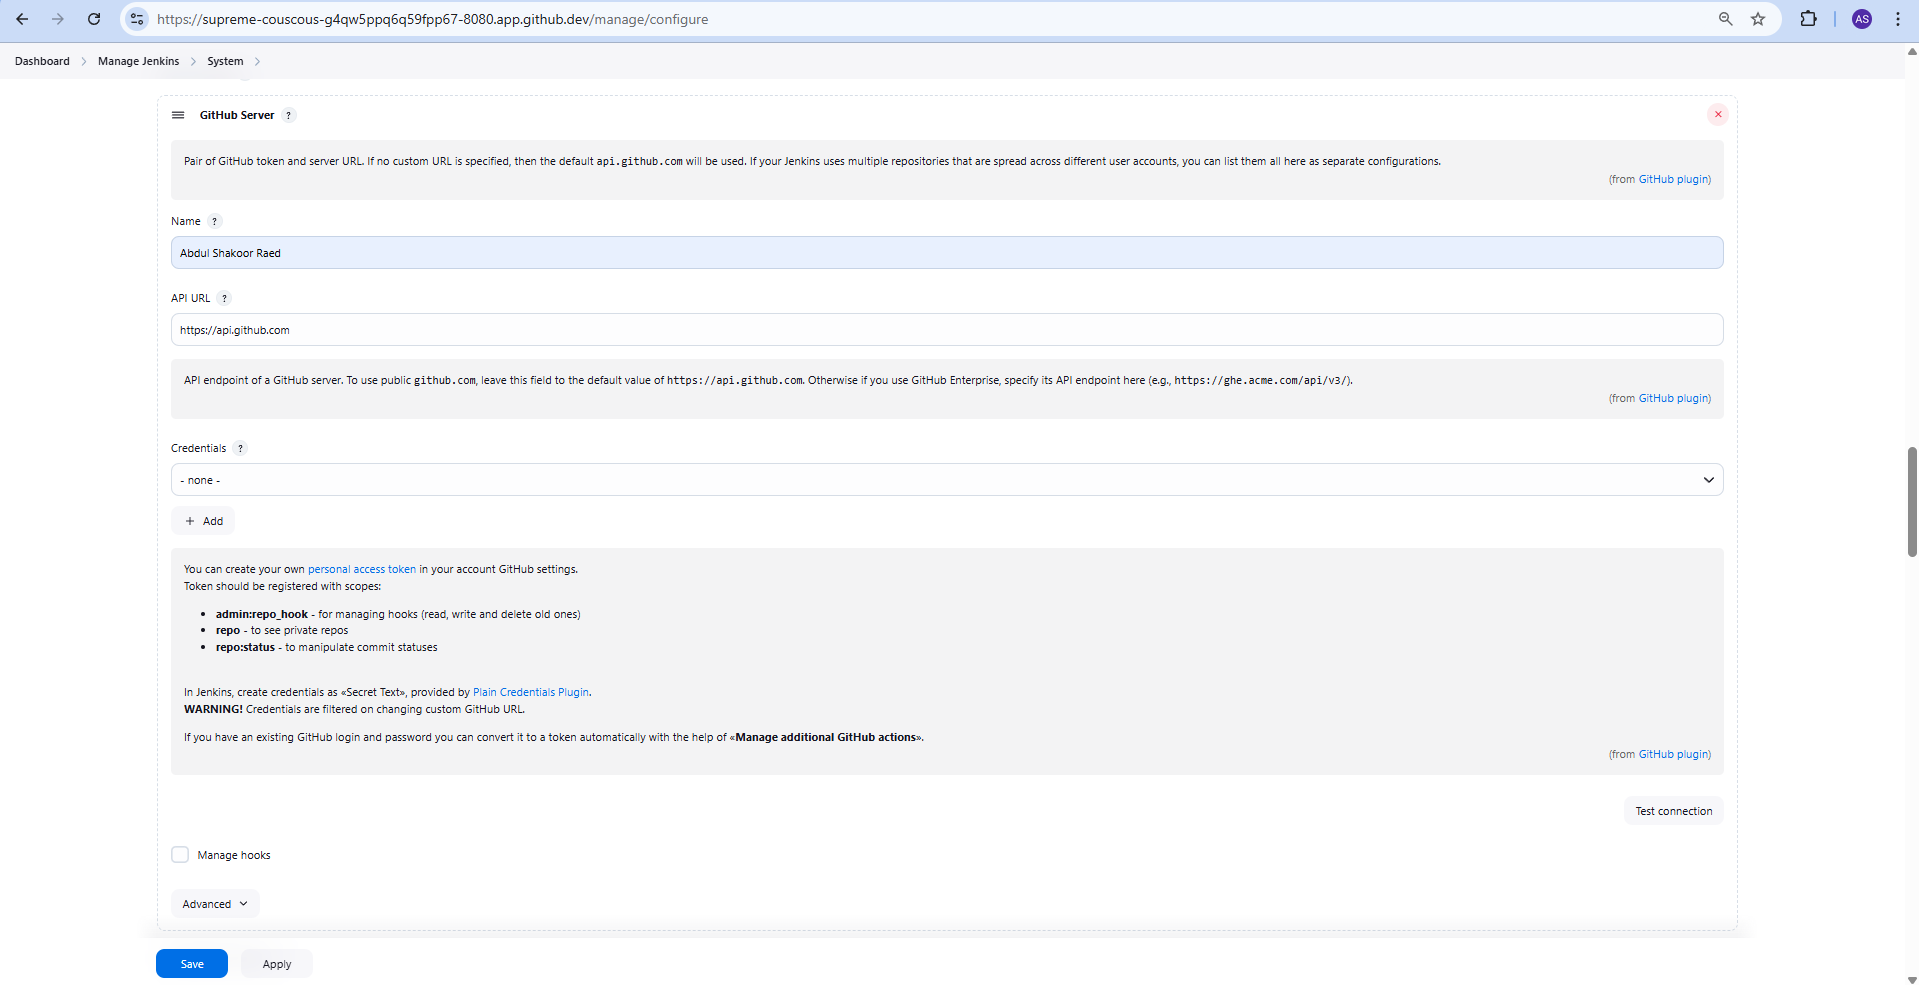 https://supreme-couscous-g4qw5ppq6q59fpp67-8080.app.github.dev/manage/configure
AS
Dashboard > Manage Jenkins > System >
GitHub Server ?
Pair of GitHub token and server URL. If no custom URL is specified, then the default api.github.com will be used. If your Jenkins uses multiple repositories that are spread across different user accounts, you can list them all here as separate configurations.
(from GitHub plugin)
Name ?
Abdul Shakoor Raed
API URL ?
https://api.github.com
API endpoint of a GitHub server. To use public github.com, leave this field to the default value of https://api.github.com. Otherwise if you use GitHub Enterprise, specify its API endpoint here (e.g., https://ghe.acme.com/api/v3/).
(from GitHub plugin)
Credentials ?
- none -
+ Add
You can create your own personal access token in your account GitHub settings.
Token should be registered with scopes:
• admin:repo_hook - for managing hooks (read, write and delete old ones)
• repo - to see private repos
• repo:status - to manipulate commit statuses
In Jenkins, create credentials as «Secret Text», provided by Plain Credentials Plugin.
WARNING! Credentials are filtered on changing custom GitHub URL.
If you have an existing GitHub login and password you can convert it to a token automatically with the help of «Manage additional GitHub actions».
(from GitHub plugin)
Test connection
Manage hooks
Advanced
Save Apply